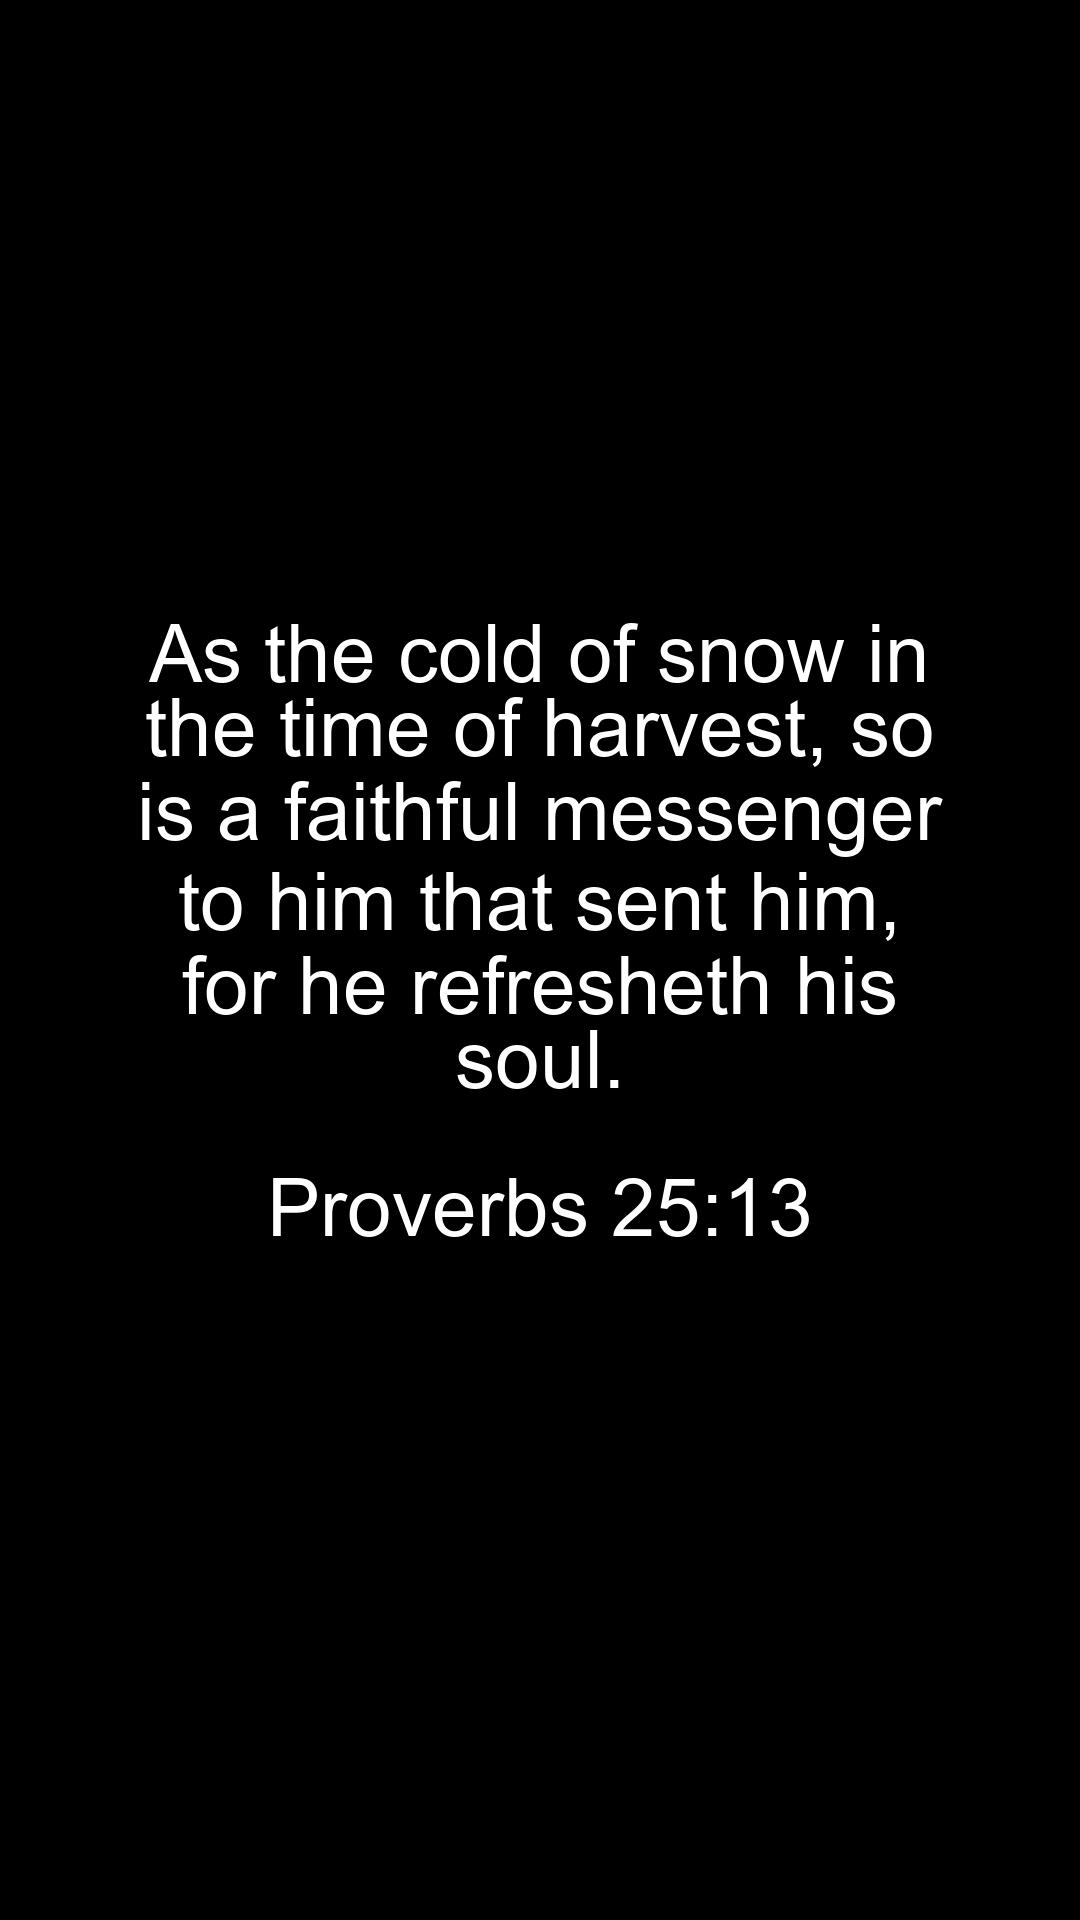 As the cold of snow in
the time of harvest, so
is a faithful messenger
to him that sent him,
for he refresheth his
soul.
Proverbs 25:13